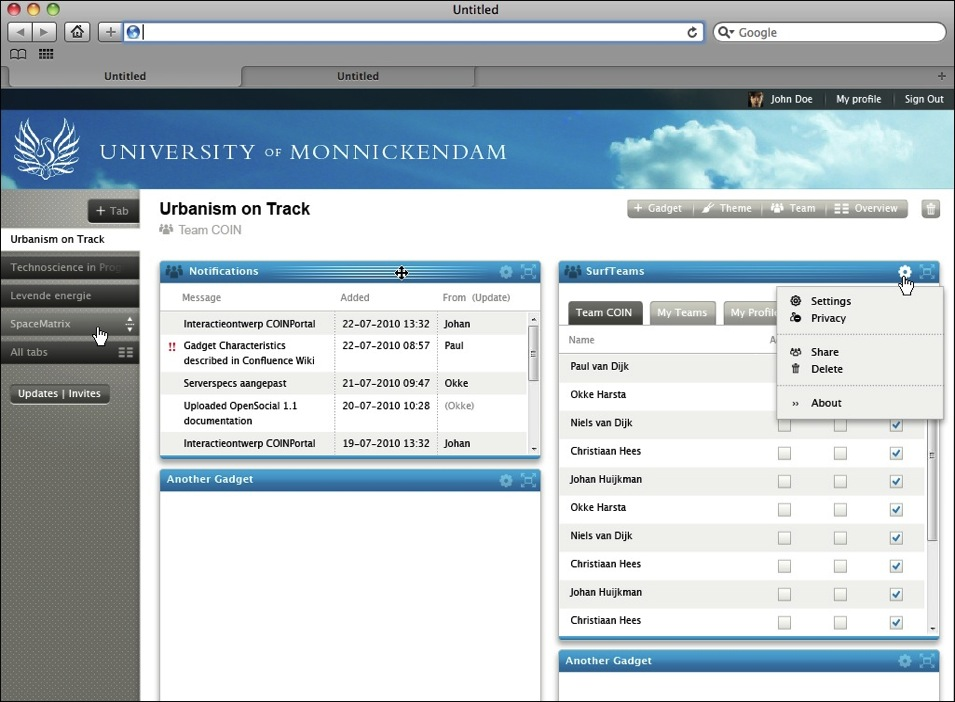 Untitled
Google
Untitled
Untitled
John Doe
My profile
Sign Out
UNIVERSITY OF MONNICKENDAM
+ Tab
Urbanism on Track
Technoscience in Prog
Levende energie
SpaceMatrix
All tabs
Updates | Invites
Urbanism on Track
Team COIN
+ Gadget
Theme
Team
Overview
Notifications
Message Added From (Update)
Interactieontwerp COINPortal 22-07-2010 13:32 Johan
!! Gadget Characteristics 22-07-2010 08:57 Paul
described in Confluence Wiki
Serverspecs aangepast 21-07-2010 09:47 Okke
Uploaded OpenSocial 1.1 20-07-2010 10:28 (Okke)
documentation
Interactieontwerp COINPortal 19-07-2010 13:32 Johan
Another Gadget
SurfTeams
Team COIN
My Teams
My Profile
Name
Paul van Dijk
Okke Harsta
Niels van Dijk
Christiaan Hees
Johan Huijkman
Okke Harsta
Niels van Dijk
Christiaan Hees
Johan Huijkman
Christiaan Hees
Settings
Privacy
Share
Delete
›› About
Another Gadget